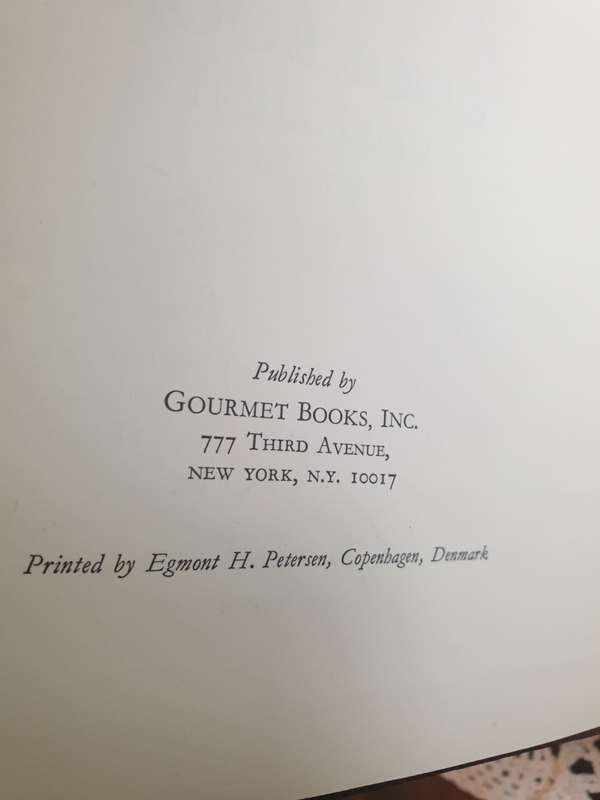 Published by
GOURMET BOOKS, INC.
777 THIRD AVENUE,
NEW YORK, N.Y. 10017
Printed by Egmont H. Petersen, Copenhagen, Denmark